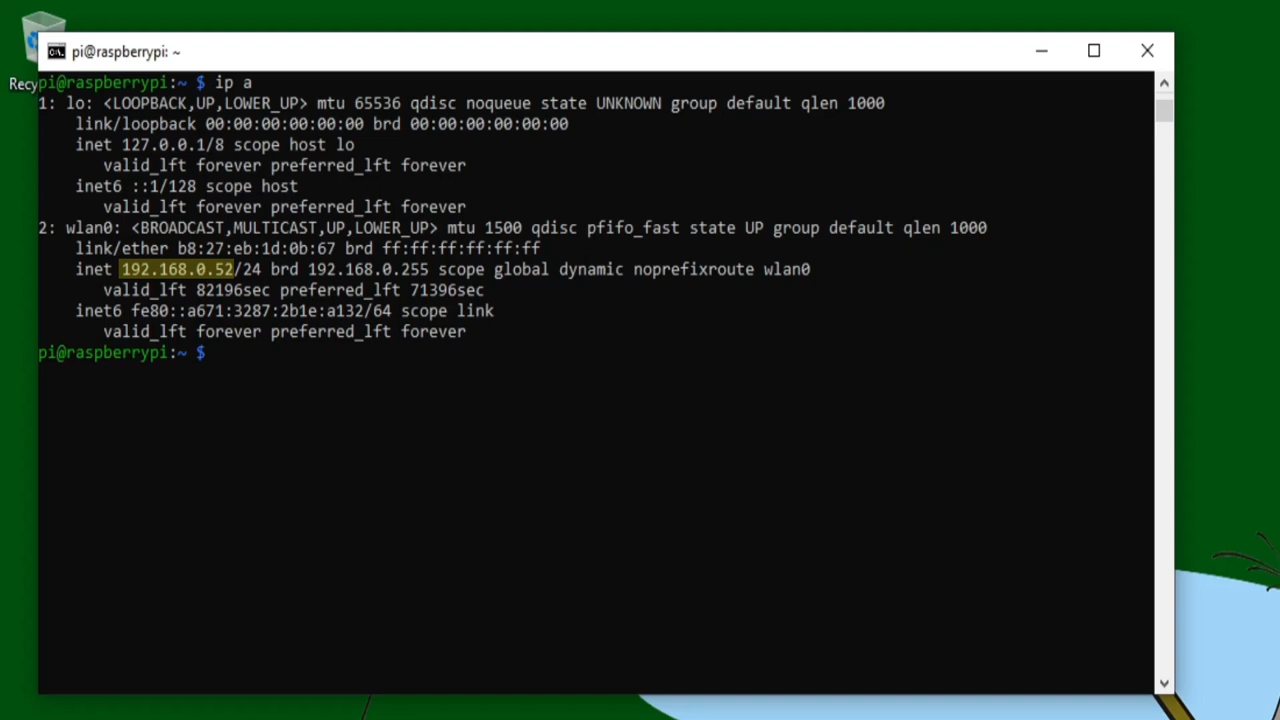 pi@raspberrypi: ~
Recy
pi@raspberrypi:~ $ ip a
1: lo: <LOOPBACK,UP,LOWER_UP> mtu 65536 qdisc noqueue state UNKNOWN group default qlen 1000
link/loopback 00:00:00:00:00:00 brd 00:00:00:00:00:00
inet 127.0.0.1/8 scope host lo
valid_lft forever preferred_lft forever
inet6 ::1/128 scope host
valid_lft forever preferred_lft forever
2: wlan0: <BROADCAST,MULTICAST,UP,LOWER_UP> mtu 1500 qdisc pfifo_fast state UP group default qlen 1000
link/ether b8:27:eb:1d:0b:67 brd ff:ff:ff:ff:ff:ff
inet 192.168.0.52/24 brd 192.168.0.255 scope global dynamic noprefixroute wlan0
valid_lft 82196sec preferred_lft 71396sec
inet6 fe80::a671:3287:2b1e:a132/64 scope link
valid_lft forever preferred_lft forever
pi@raspberrypi:~ $